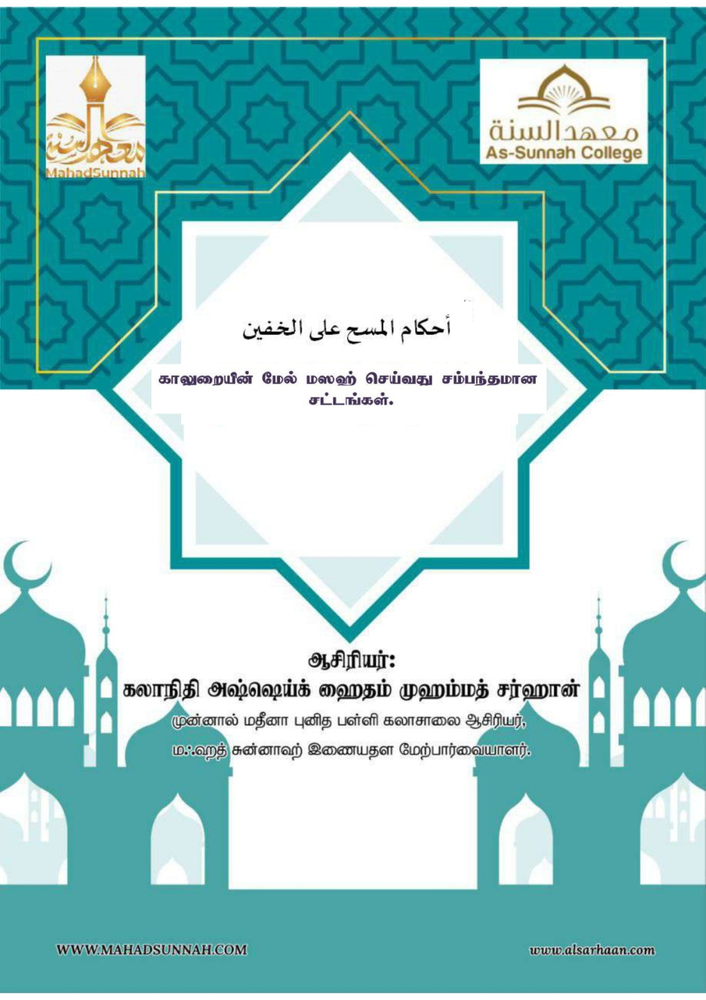 معهد السنة
MahadSunnah
معهد السنة
As-Sunnah College
أحكام المسح على الخفين
காலுறையின் மேல் மஸஹ் செய்வது சம்பந்தமான
சட்டங்கள்.
ஆசிரியர்:
கலாநிதி அஷ்ஷெய்க் ஹைதம் முஹம்மத் சர்ஹான்
முன்னால் மதீனா புனித பள்ளி கலாசாலை ஆசிரியர்,
ம.:.ஹத் சுன்னாஹ் இணையதள மேற்பார்வையாளர்.
WWW.MAHADSUNNAH.COM
www.alsarhaan.com